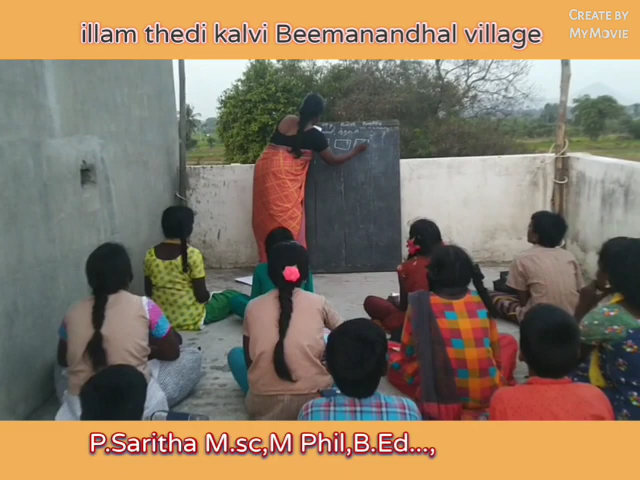 illam thedi kalvi Beemanandhal village
CREATE BY
MYMOVIE
P.Saritha M.sc,M Phil,B.Ed...,